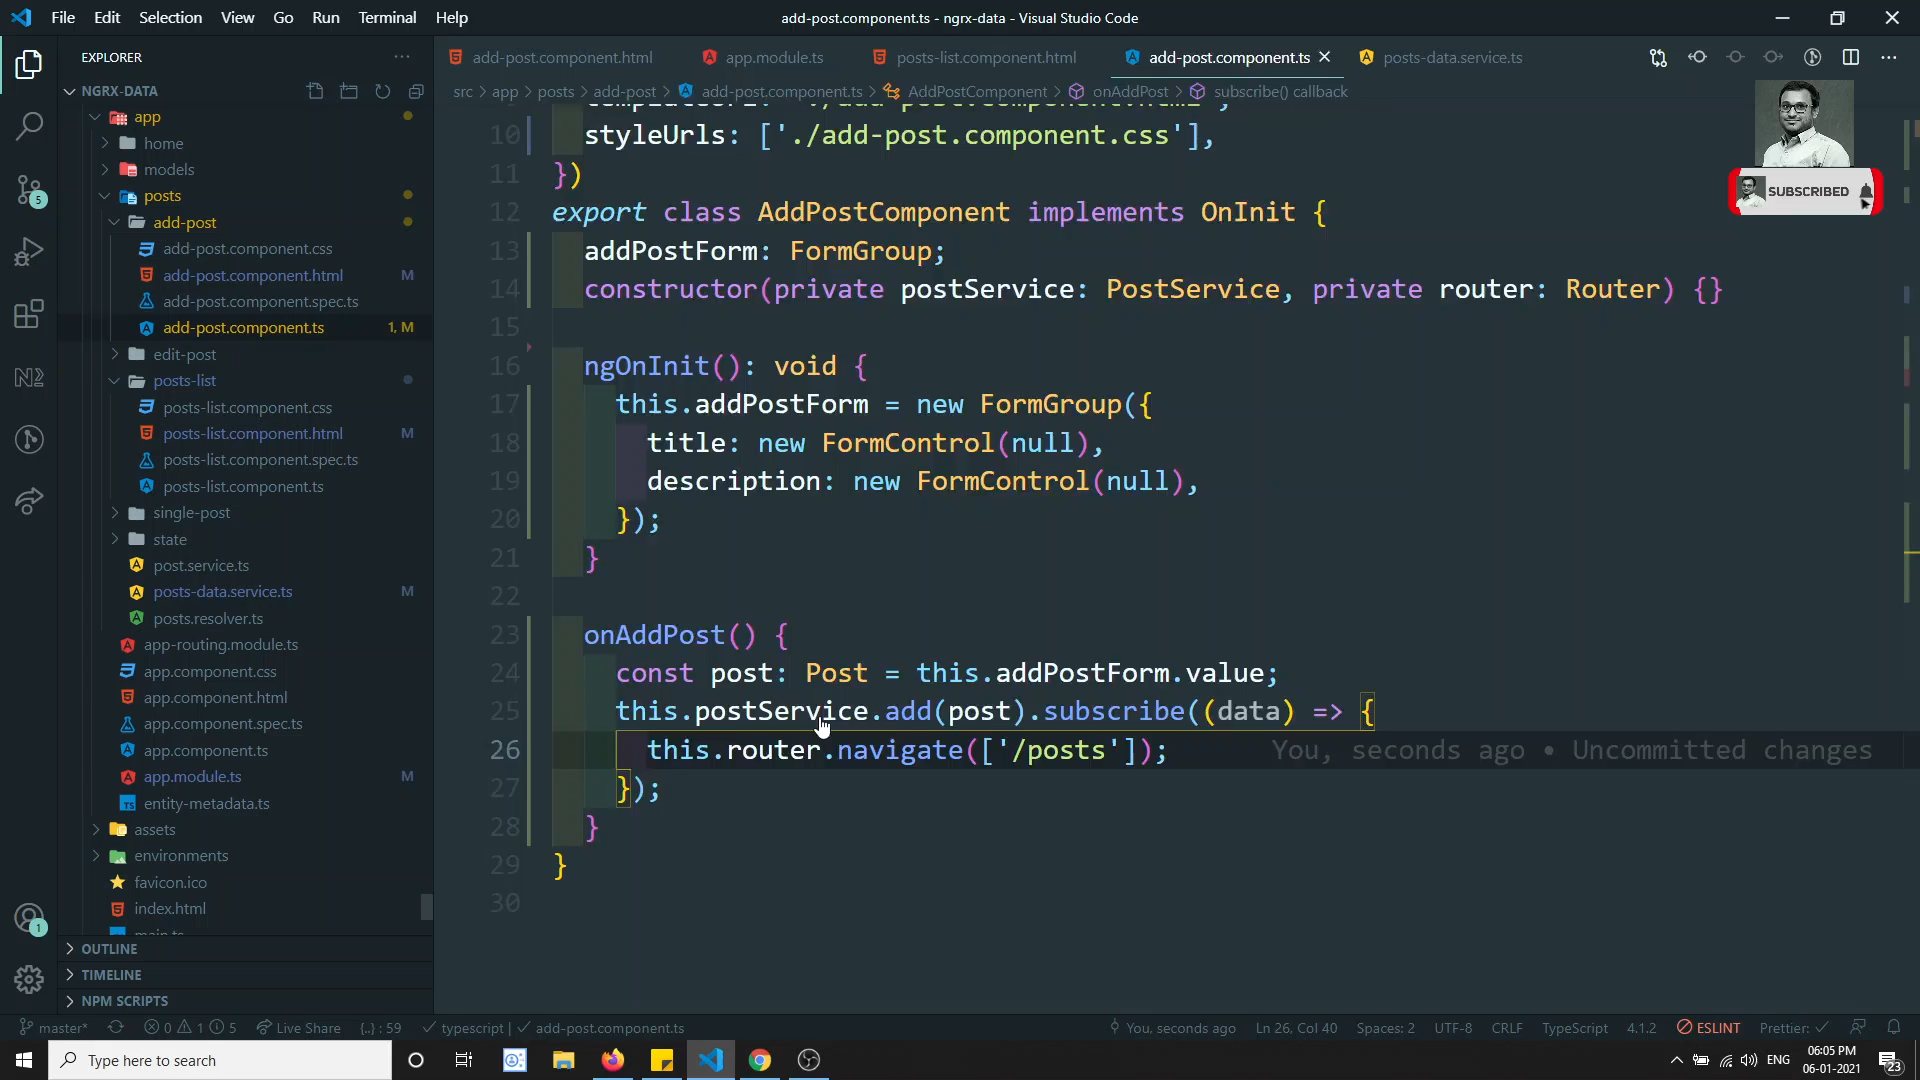 File Edit Selection View Go Run Terminal Help
add-post.component.ts - ngrx-data - Visual Studio Code
EXPLORER
add-post.component.html app.module.ts posts-list.component.html add-post.component.ts posts-data.service.ts
src > app > posts > add-post > add-post.component.ts > AddPostComponent > onAddPost > subscribe() callback
NGRX-DATA
app
home
models
posts
add-post
add-post.component.css
add-post.component.html M
add-post.component.spec.ts
add-post.component.ts 1, M
edit-post
posts-list
posts-list.component.css
posts-list.component.html M
posts-list.component.spec.ts
posts-list.component.ts
single-post
state
post.service.ts
posts-data.service.ts M
posts.resolver.ts
app-routing.module.ts
app.component.css
app.component.html
app.component.spec.ts
app.component.ts
app.module.ts M
entity-metadata.ts
assets
environments
favicon.ico
index.html
main.ts
OUTLINE
TIMELINE
NPM SCRIPTS
5
1
10 styleUrls: ['./add-post.component.css'],
11 })
12 export class AddPostComponent implements OnInit {
13 addPostForm: FormGroup;
14 constructor(private postService: PostService, private router: Router) {}
15
16 ngOnInit(): void {
17 this.addPostForm = new FormGroup({
18 title: new FormControl(null),
19 description: new FormControl(null),
20 });
21 }
22
23 onAddPost() {
24 const post: Post = this.addPostForm.value;
25 this.postService.add(post).subscribe((data) => {
26 this.router.navigate(['/posts']); You, seconds ago • Uncommitted changes
27 });
28 }
29 }
30
SUBSCRIBED
master* 0 1 5 Live Share {..} : 59 typescript | add-post.component.ts You, seconds ago Ln 26, Col 40 Spaces: 2 UTF-8 CRLF TypeScript 4.1.2 ESLINT Prettier: ✓
Type here to search
ENG
06:05 PM
06-01-2021
23